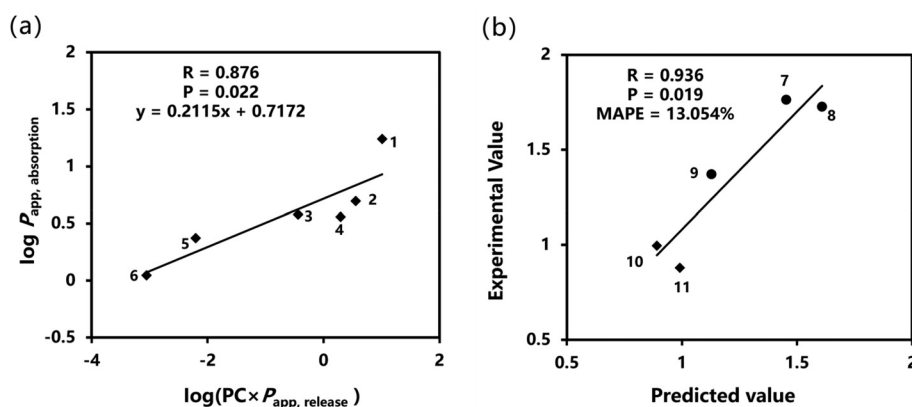 (a)
2
1.5
1
0.5
0
-0.5
-4
-2
0
2
R = 0.876
P = 0.022
y = 0.2115x + 0.7172
1
2
3
4
5
6
log Papp, absorption
log(PC×Papp, release )
(b)
2
1.5
1
0.5
0.5
1
1.5
2
R = 0.936
P = 0.019
MAPE = 13.054%
7
8
9
10
11
Experimental Value
Predicted value